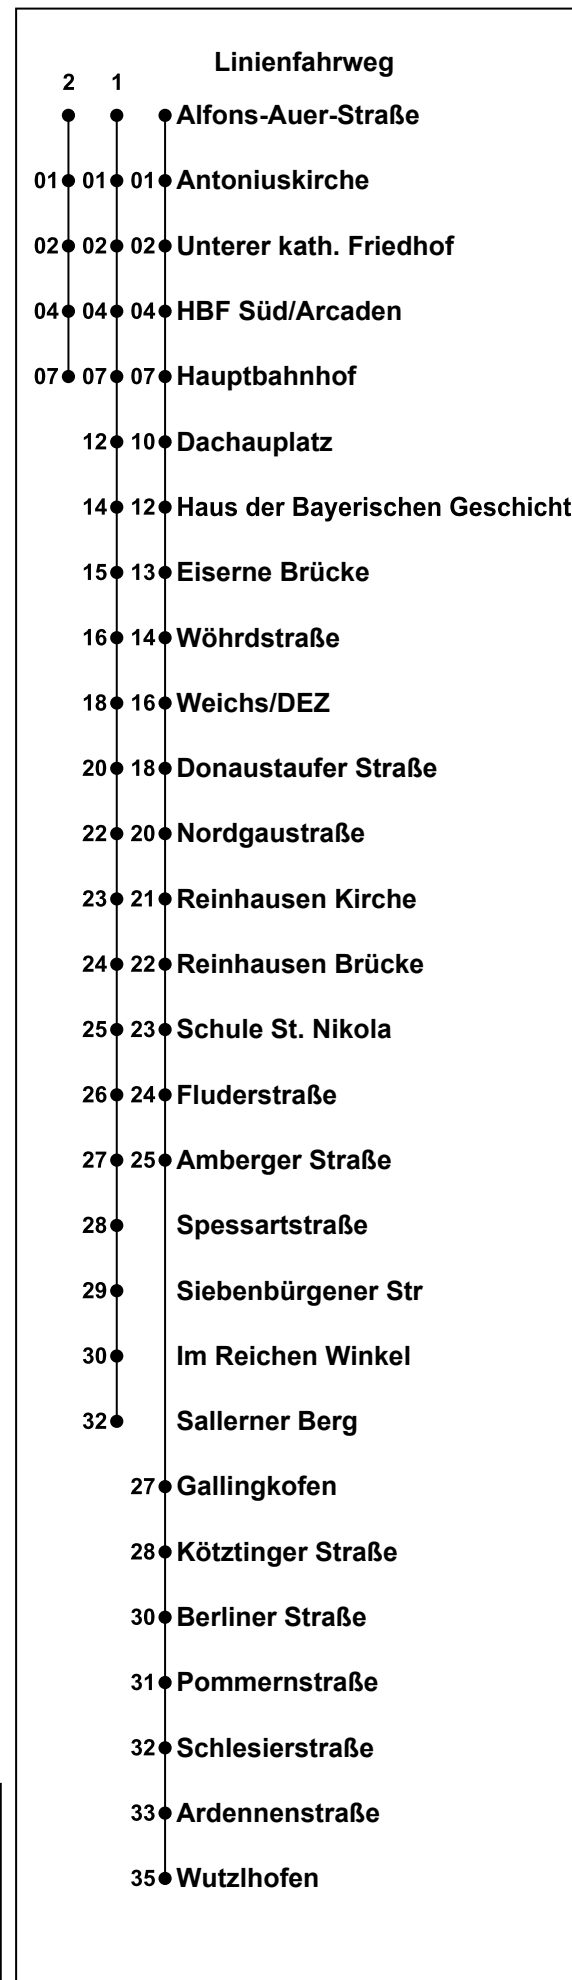 Linienfahrweg
2 1
Alfons-Auer-Straße
01 01 01 Antoniuskirche
02 02 02 Unterer kath. Friedhof
04 04 04 HBF Süd/Arcaden
07 07 07 Hauptbahnhof
12 10 Dachauplatz
14 12 Haus der Bayerischen Geschicht
15 13 Eiserne Brücke
16 14 Wöhrdstraße
18 16 Weichs/DEZ
20 18 Donaustaufer Straße
22 20 Nordgaustraße
23 21 Reinhausen Kirche
24 22 Reinhausen Brücke
25 23 Schule St. Nikola
26 24 Fluderstraße
27 25 Amberger Straße
28 Spessartstraße
29 Siebenbürgener Str
30 Im Reichen Winkel
32 Sallerner Berg
27 Gallingkofen
28 Kötztinger Straße
30 Berliner Straße
31 Pommernstraße
32 Schlesierstraße
33 Ardennenstraße
35 Wutzlhofen